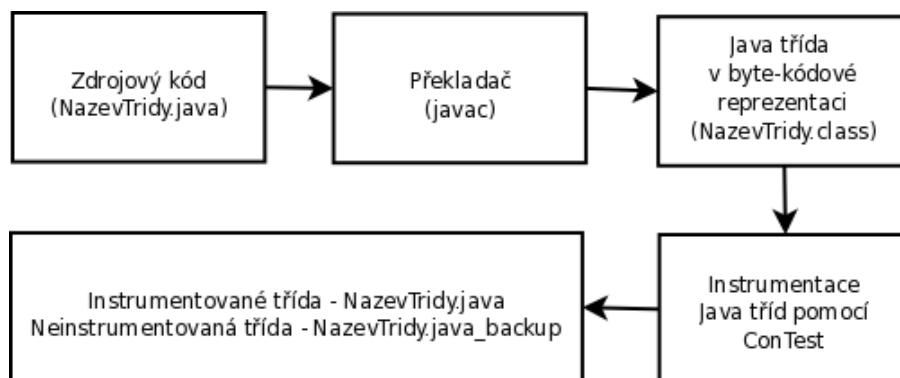 Zdrojový kód
(NazevTridy.java)
Překladač
(javac)
Java třída
v byte-kódové
reprezentaci
(NazevTridy.class)
Instrumentované třída - NazevTridy.java
Neinstrumentovaná třída - NazevTridy.java_backup
Instrumentace
Java tříd pomocí
ConTest